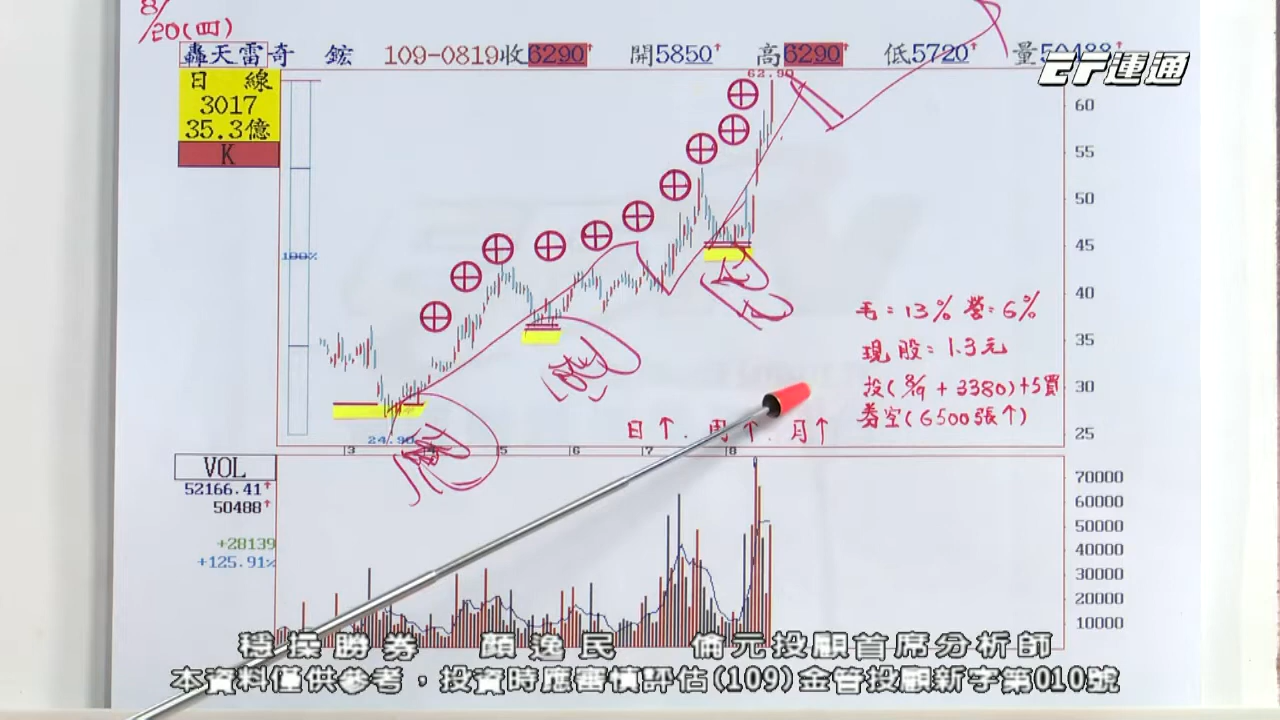 8/20(四)
轟天雷奇 鋐 109-0819收6290↑ 開5850↑ 高6290↑ 低5720↑ 量50488↑
EF運通
日 線
3017
35.3億
K
62.90
60
55
50
45
40
35
30
25
100%
24.90
毛=13% 營=6%
現股=1.3元
投(8/19+3380)+5買
券空(6500張↑)
日↑. 周↑. 月↑
3 5 6 7 8
VOL
52166.41↑
50488↑
+28139
+125.91%
70000
60000
50000
40000
30000
20000
10000
穩操勝券 顏逸民 倫元投顧首席分析師
本資料僅供參考，投資時應審慎評估(109)金管投顧新字第010號